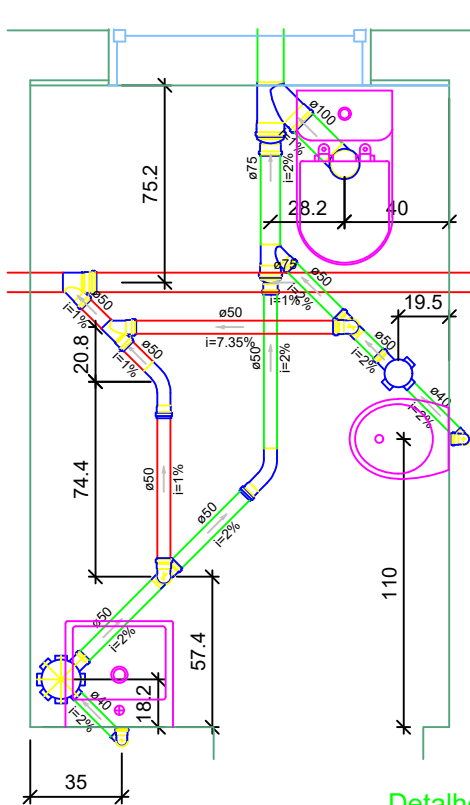 ø100
i=1%
ø75
i=2%
75.2
28.2
40
ø75
ø50
i=2%
i=1%
ø50
i=1%
ø50
i=7.35%
19.5
20.8
ø50
i=1%
ø50
i=2%
ø50
i=2%
ø40
i=2%
74.4
ø50
i=1%
ø50
i=2%
110
57.4
ø50
i=2%
18.2
ø40
i=2%
35